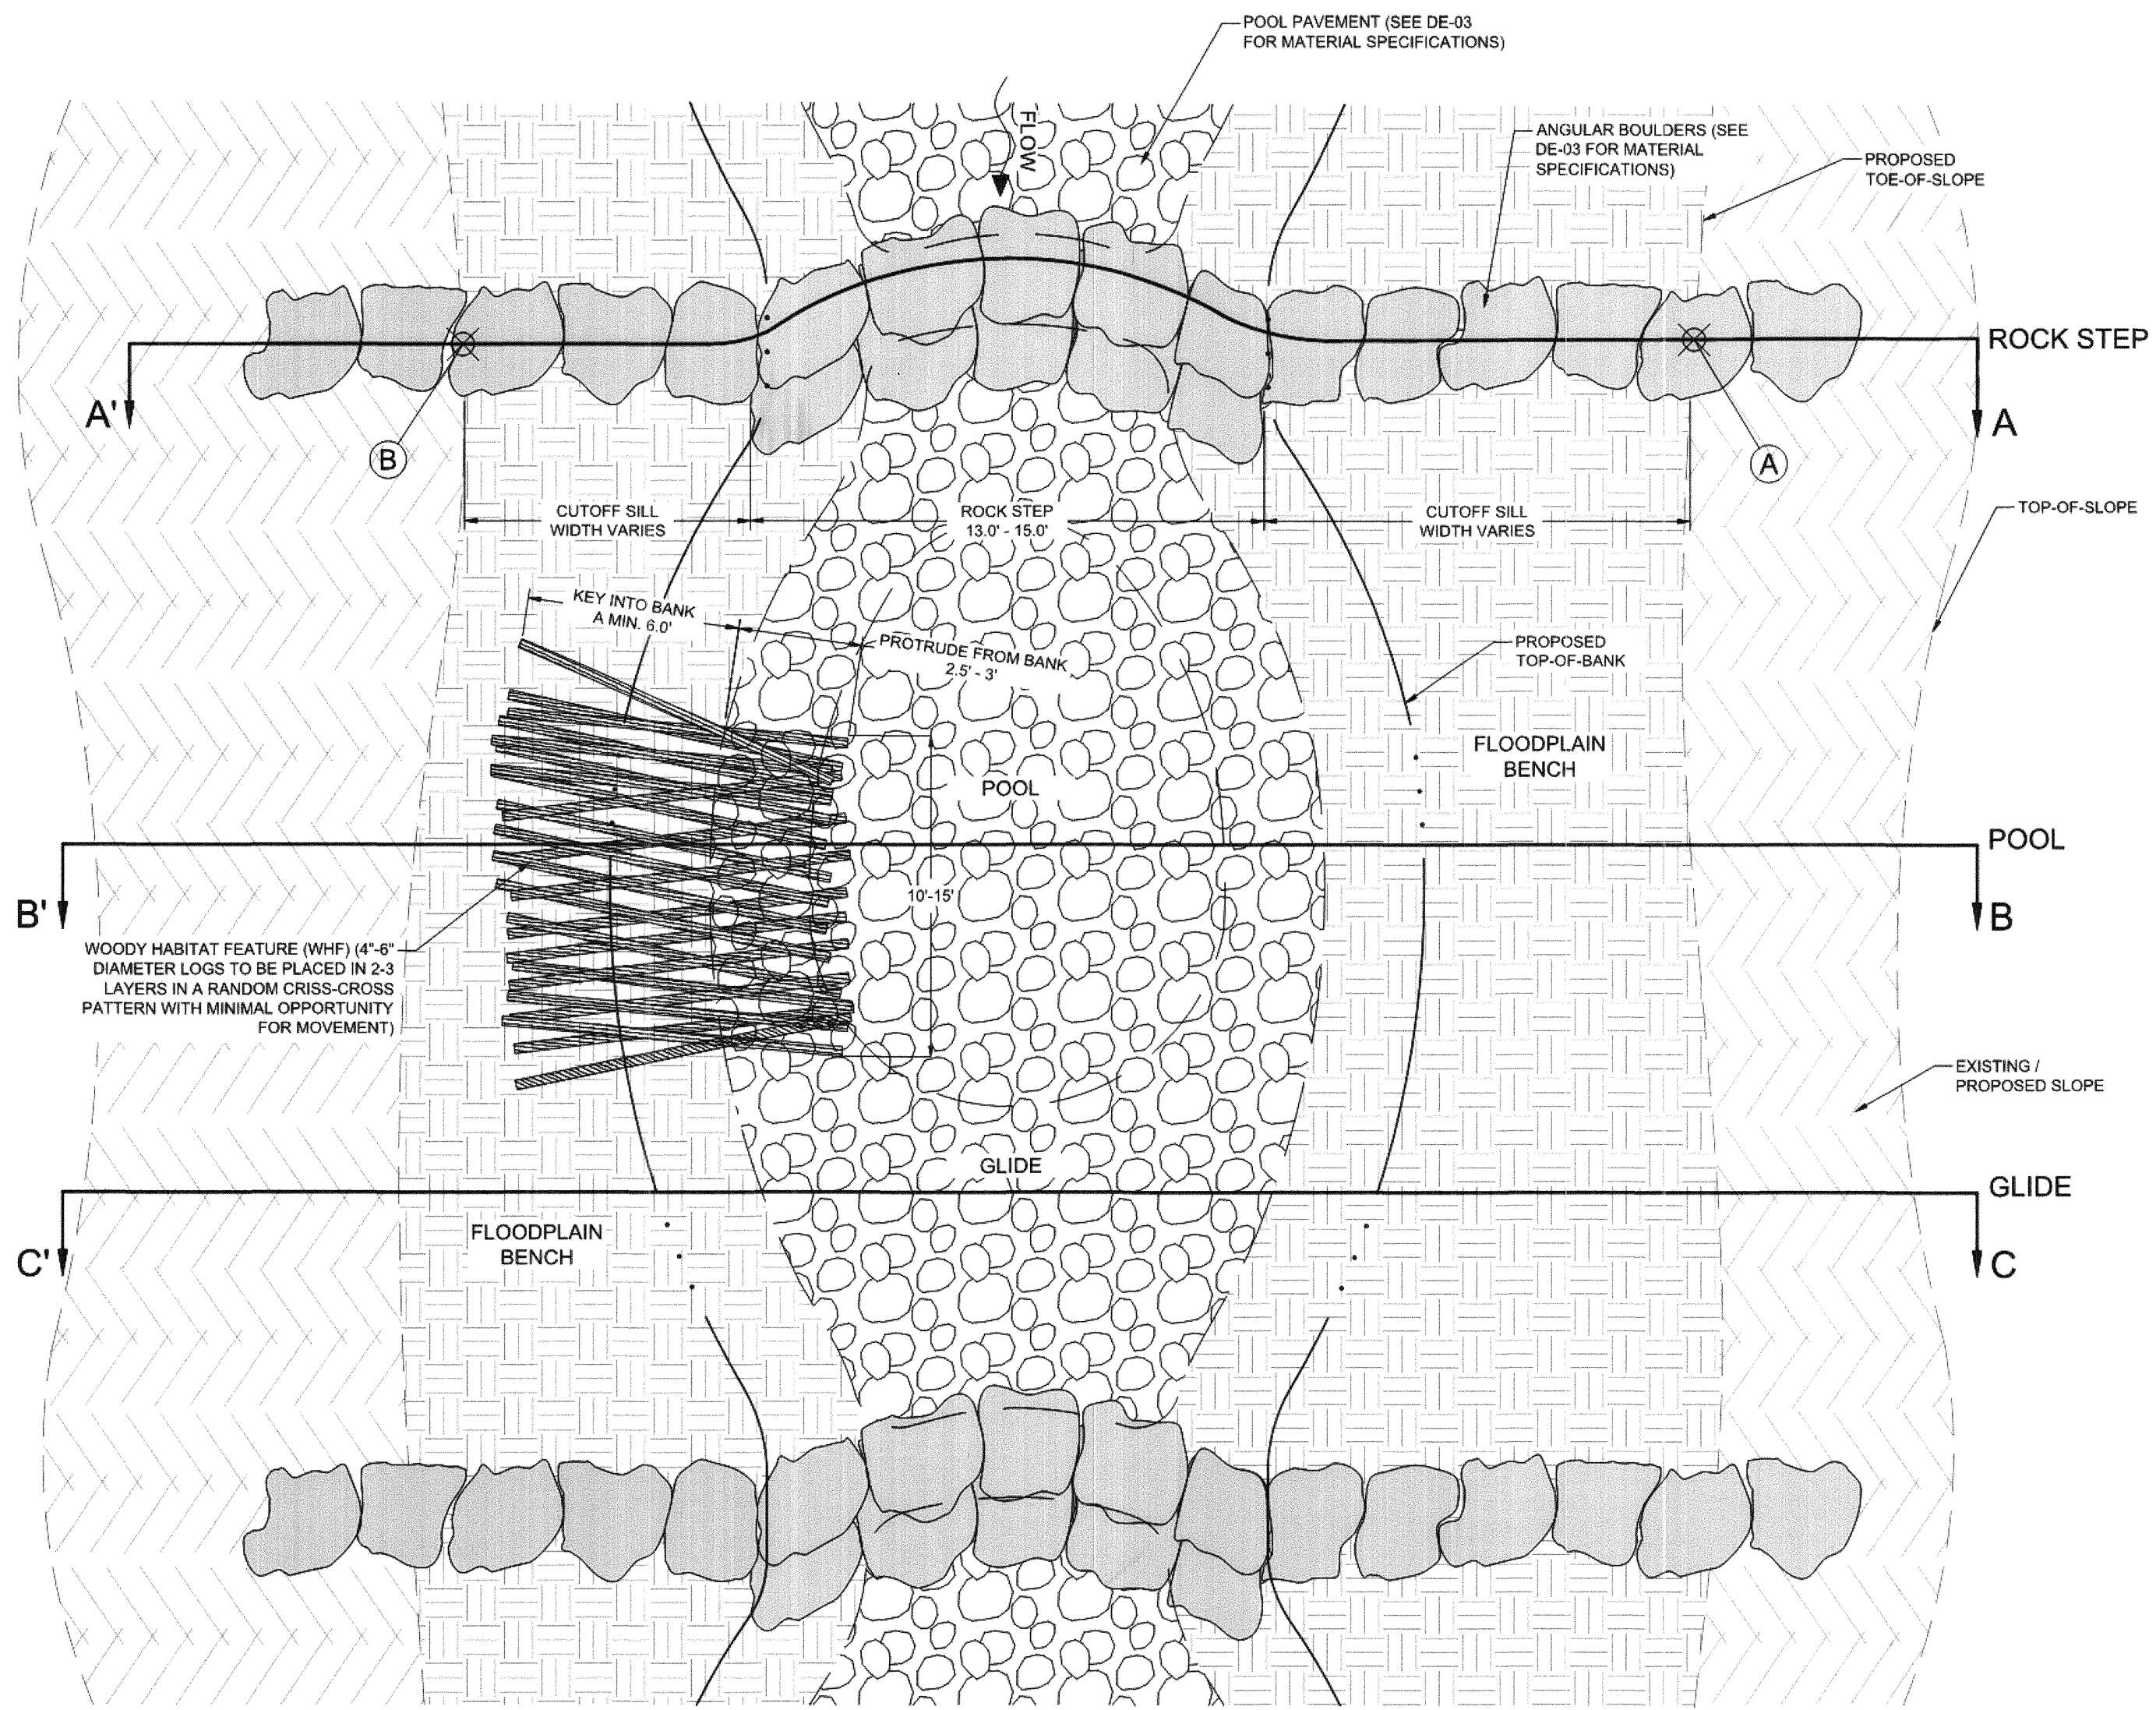 POOL PAVEMENT (SEE DE-03
FOR MATERIAL SPECIFICATIONS)
FLOW
ANGULAR BOULDERS (SEE
DE-03 FOR MATERIAL
SPECIFICATIONS)
PROPOSED
TOE-OF-SLOPE
ROCK STEP
A'
A
B
A
CUTOFF SILL
WIDTH VARIES
ROCK STEP
13.0' - 15.0'
CUTOFF SILL
WIDTH VARIES
TOP-OF-SLOPE
KEY INTO BANK
A MIN. 6.0'
PROTRUDE FROM BANK
2.5' - 3'
PROPOSED
TOP-OF-BANK
FLOODPLAIN
BENCH
POOL
POOL
10'-15'
B'
B
WOODY HABITAT FEATURE (WHF) (4"-6"
DIAMETER LOGS TO BE PLACED IN 2-3
LAYERS IN A RANDOM CRISS-CROSS
PATTERN WITH MINIMAL OPPORTUNITY
FOR MOVEMENT)
EXISTING /
PROPOSED SLOPE
GLIDE
GLIDE
FLOODPLAIN
BENCH
C'
C